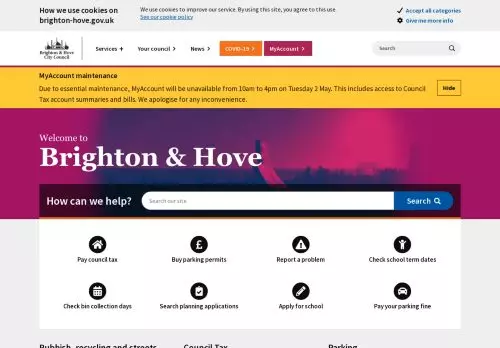 How we use cookies on
brighton-hove.gov.uk
We use cookies to improve our service. By using this site, you agree to this use.
See our cookie policy
Accept all categories
Give me more info
Brighton & Hove
City Council
Services +
Your council >
News >
COVID-19 >
MyAccount >
Search
MyAccount maintenance
Due to essential maintenance, MyAccount will be unavailable from 10am to 4pm on Tuesday 2 May. This includes access to Council
Tax account summaries and bills. We apologise for any inconvenience.
Hide
Welcome to
Brighton & Hove
How can we help?
Search our site
Search
Pay council tax
Buy parking permits
Report a problem
Check school term dates
Check bin collection days
Search planning applications
Apply for school
Pay your parking fine
Rubbish, recycling and streets
Council Tax
Parking